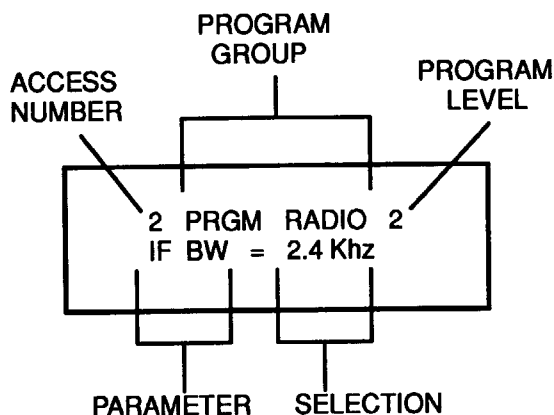 PROGRAM
GROUP
ACCESS
NUMBER
PROGRAM
LEVEL
2 PRGM RADIO 2
IF BW = 2.4 Khz
PARAMETER
SELECTION